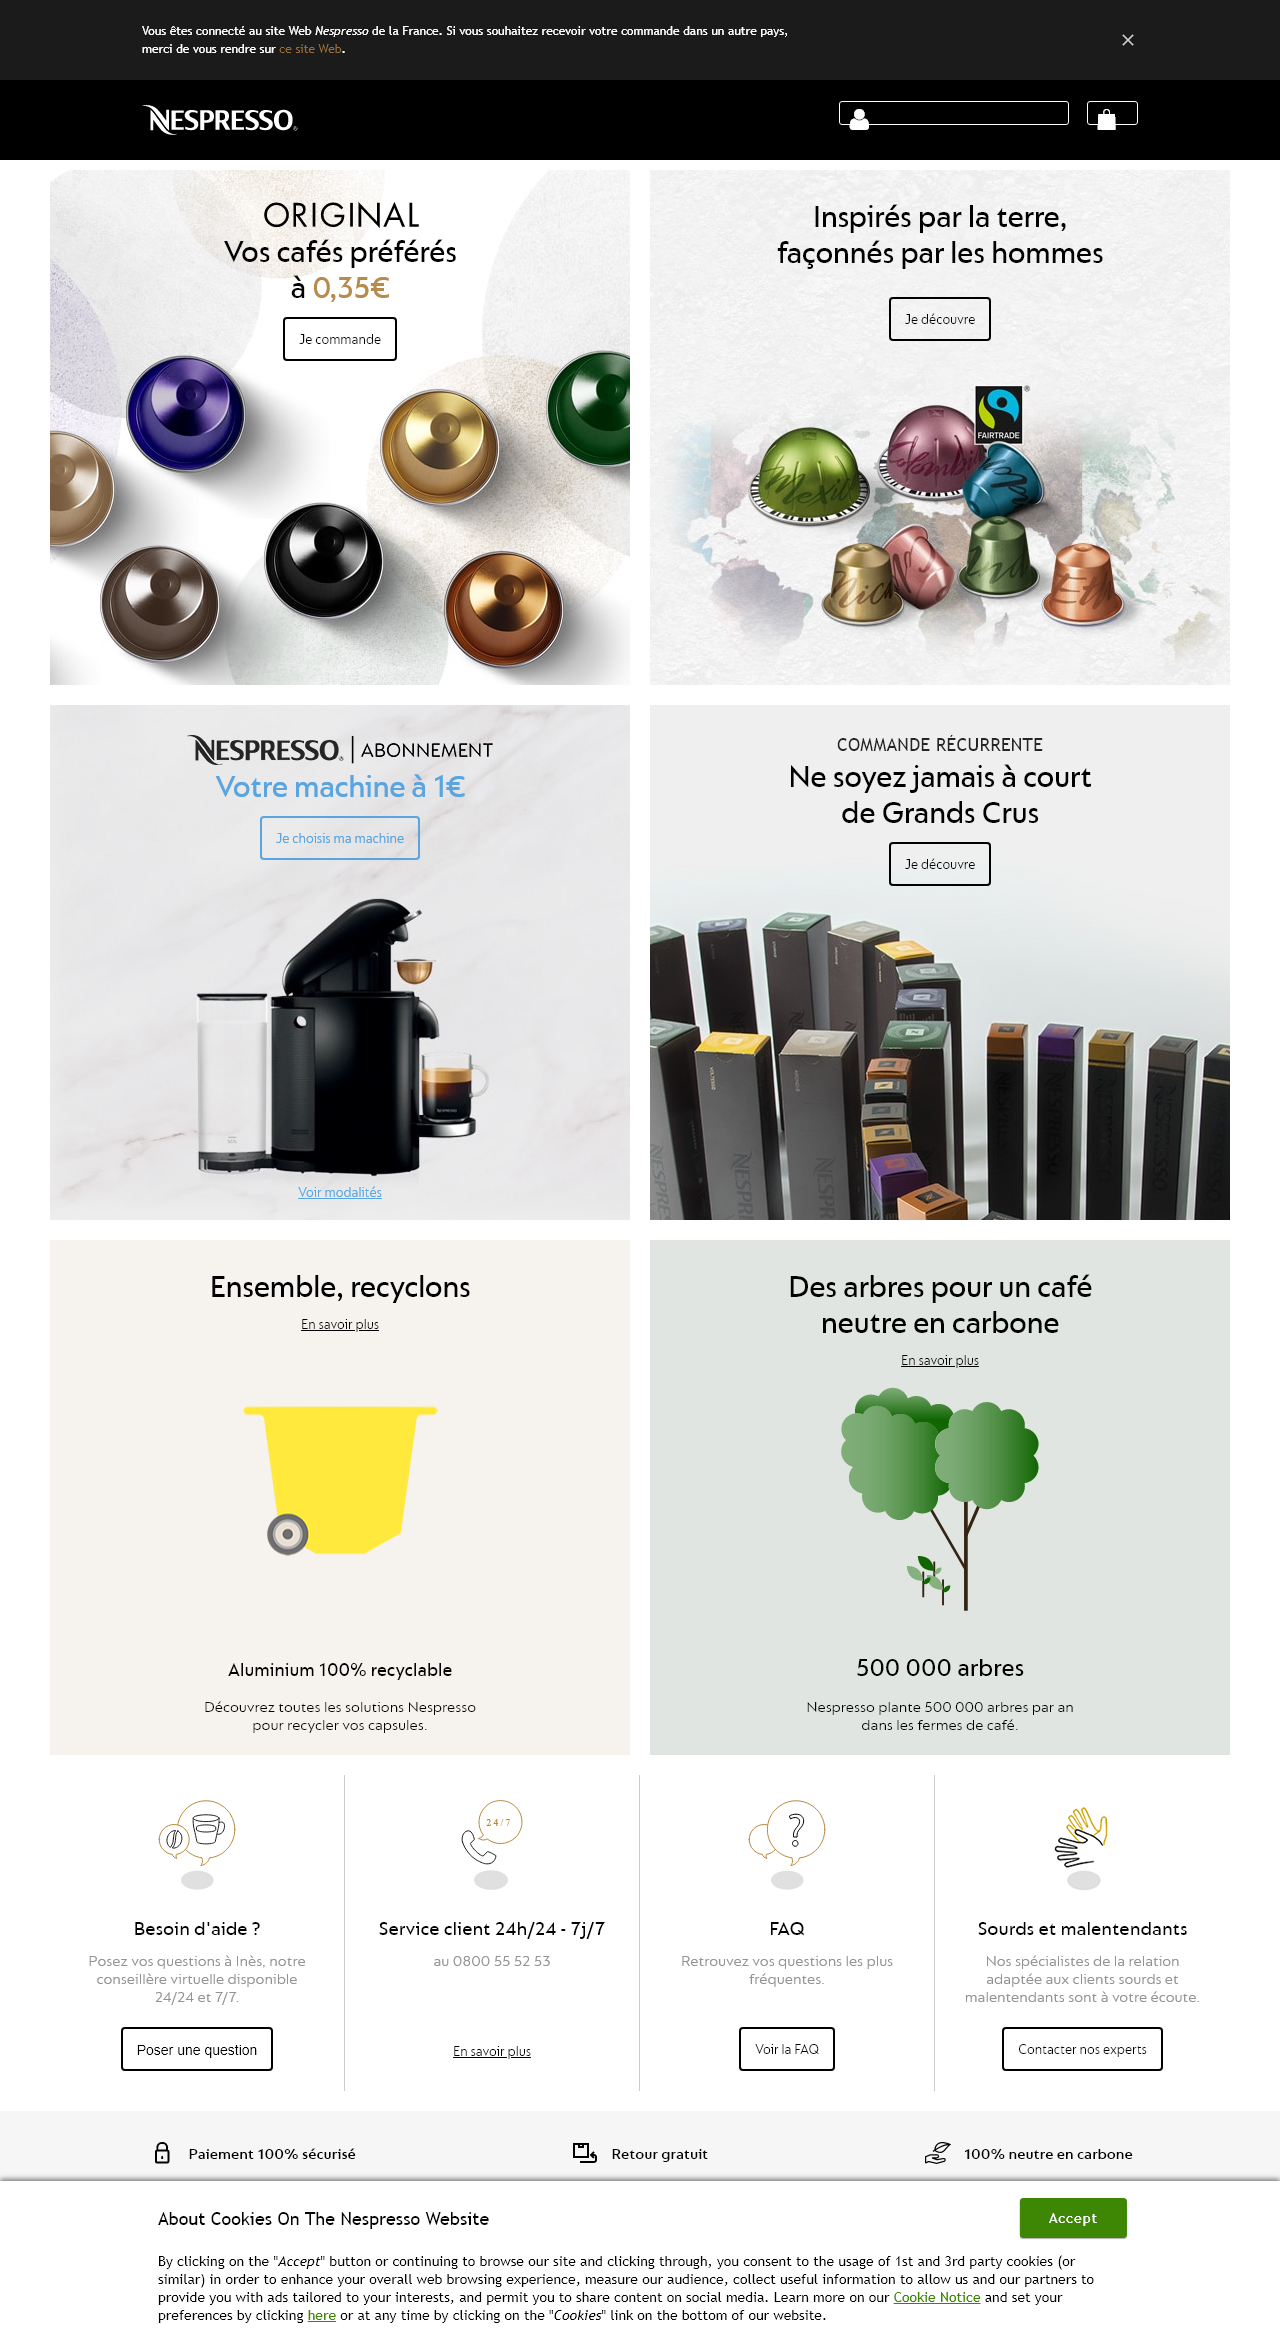 Vous êtes connecté au site Web Nespresso de la France. Si vous souhaitez recevoir votre commande dans un autre pays,
merci de vous rendre sur ce site Web.
NESPRESSO
ORIGINAL
Vos cafés préférés
à 0,35€
Je commande
Inspirés par la terre,
façonnés par les hommes
Je découvre
FAIRTRADE
NESPRESSO | ABONNEMENT
Votre machine à 1€
Je choisis ma machine
Voir modalités
COMMANDE RÉCURRENTE
Ne soyez jamais à court
de Grands Crus
Je découvre
Ensemble, recyclons
En savoir plus
Aluminium 100% recyclable
Découvrez toutes les solutions Nespresso
pour recycler vos capsules.
Des arbres pour un café
neutre en carbone
En savoir plus
500 000 arbres
Nespresso plante 500 000 arbres par an
dans les fermes de café.
Besoin d'aide ?
Posez vos questions à Inès, notre
conseillère virtuelle disponible
24/24 et 7/7.
Poser une question
24/7
Service client 24h/24 - 7j/7
au 0800 55 52 53
En savoir plus
?
FAQ
Retrouvez vos questions les plus
fréquentes.
Voir la FAQ
Sourds et malentendants
Nos spécialistes de la relation
adaptée aux clients sourds et
malentendants sont à votre écoute.
Contacter nos experts
Paiement 100% sécurisé
Retour gratuit
100% neutre en carbone
About Cookies On The Nespresso Website
Accept
By clicking on the "Accept" button or continuing to browse our site and clicking through, you consent to the usage of 1st and 3rd party cookies (or
similar) in order to enhance your overall web browsing experience, measure our audience, collect useful information to allow us and our partners to
provide you with ads tailored to your interests, and permit you to share content on social media. Learn more on our Cookie Notice and set your
preferences by clicking here or at any time by clicking on the "Cookies" link on the bottom of our website.